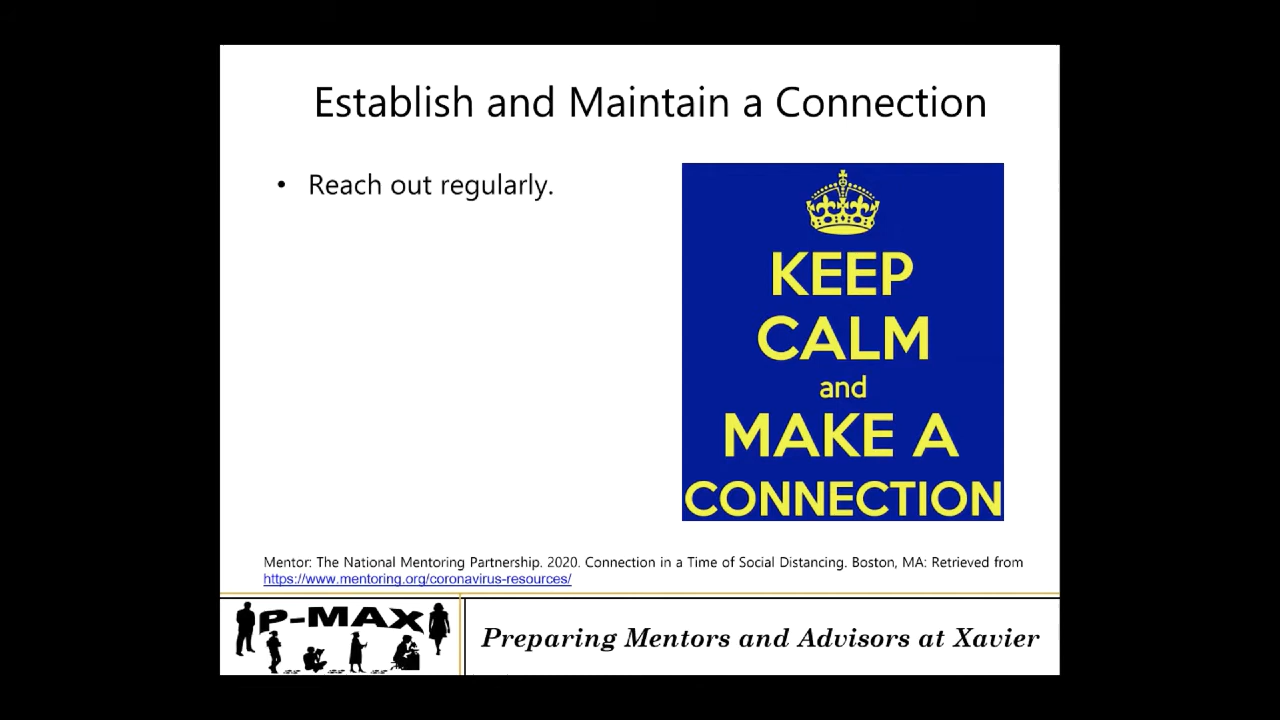 Establish and Maintain a Connection
• Reach out regularly.
KEEP
CALM
and
MAKE A
CONNECTION
Mentor: The National Mentoring Partnership. 2020. Connection in a Time of Social Distancing. Boston, MA: Retrieved from
https://www.mentoring.org/coronavirus-resources/
P-MAX
Preparing Mentors and Advisors at Xavier